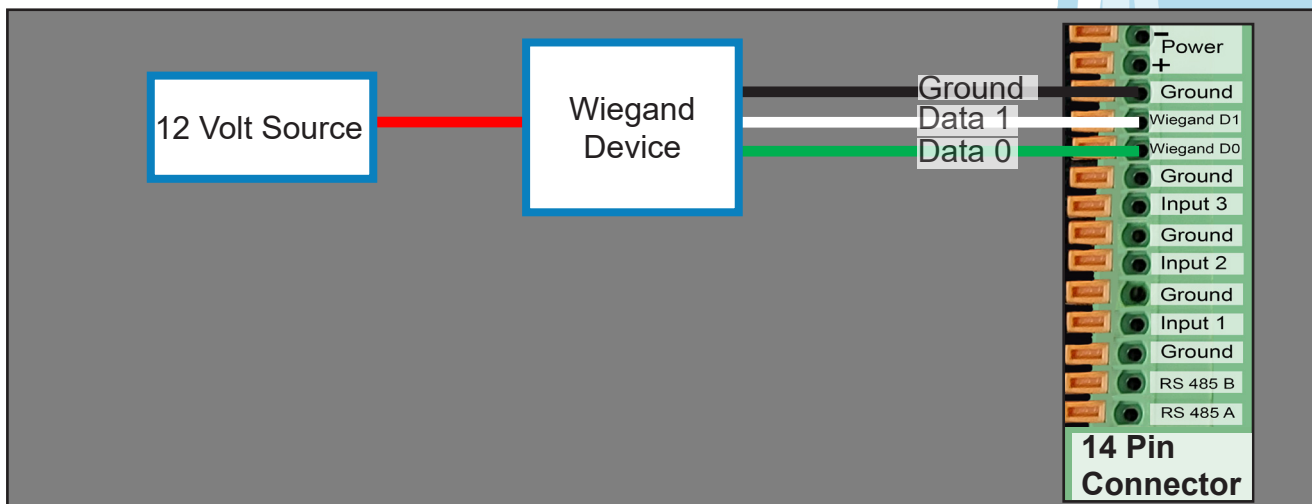 12 Volt Source
Wiegand
Device
Ground
Data 1
Data 0
-
Power
+
Ground
Wiegand D1
Wiegand D0
Ground
Input 3
Ground
Input 2
Ground
Input 1
Ground
RS 485 B
RS 485 A
14 Pin
Connector